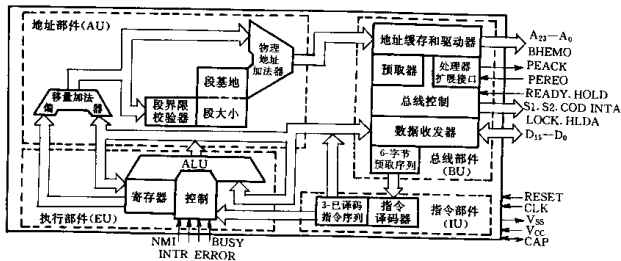 地址部件(AU)
物理
地址
加法器
段基地
段界限
校验器
段大小
偏
移量加法
器
地址缓存和驱动器
预取器
处理器
扩展接口
总线控制
数据收发器
6-字节
预取序列
总线部件
(BU)
A23—A0
BHEMO
PEACK
PEREO
READY.HOLD
S1.S2.COD INTA
LOCK.HLDA
D15—D0
ALU
寄存器
控制
执行部件(EU)
3-已译码
指令序列
指令
译码器
指令部件
(IU)
RESET
CLK
VSS
VCC
CAP
NMI
BUSY
INTR
ERROR